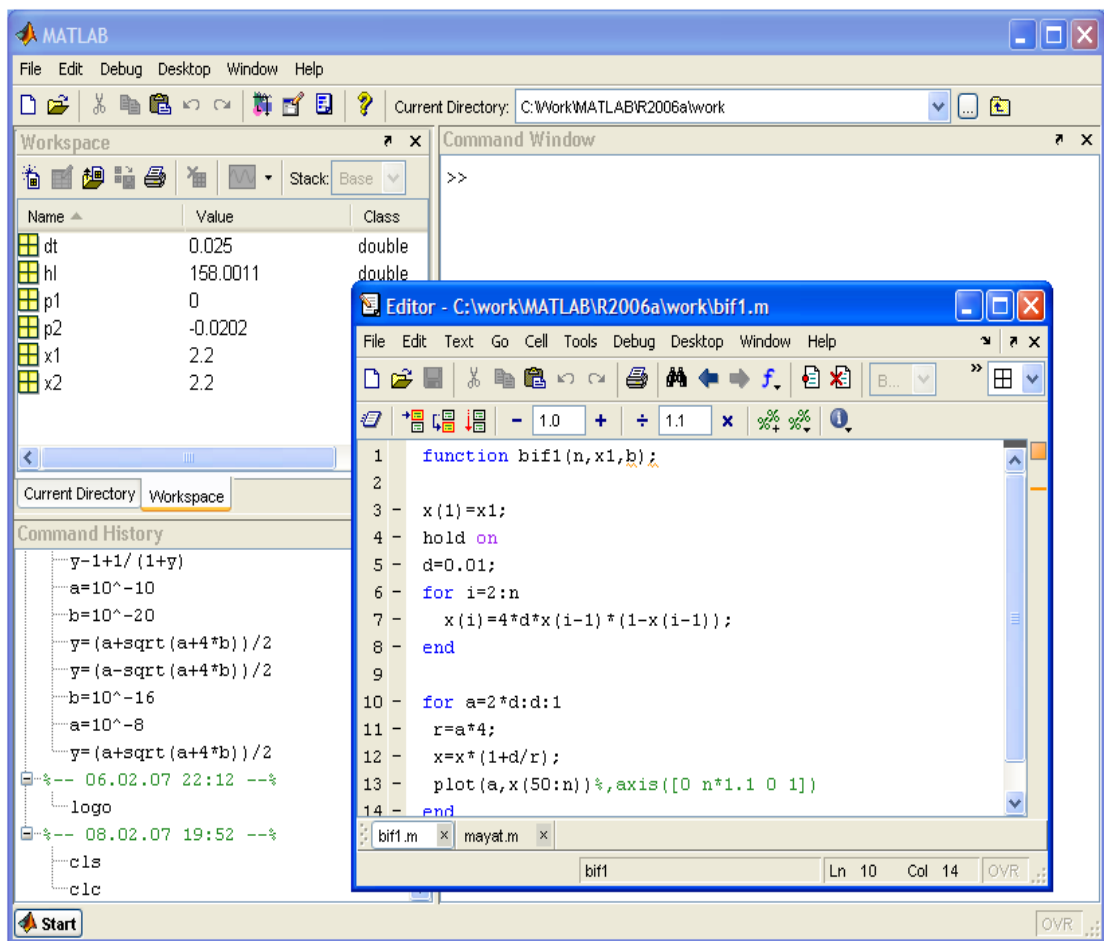 MATLAB
File Edit Debug Desktop Window Help
Current Directory: C:\Work\MATLAB\R2006a\work ...
Workspace
Stack: Base
Name Value Class
dt 0.025 double
hl 158.0011 double
p1 0
p2 -0.0202
x1 2.2
x2 2.2
Current Directory Workspace
Command History
y-1+1/(1+y)
a=10^-10
b=10^-20
y=(a+sqrt(a+4*b))/2
y=(a-sqrt(a+4*b))/2
b=10^-16
a=10^-8
y=(a+sqrt(a+4*b))/2
%-- 06.02.07 22:12 --%
logo
%-- 08.02.07 19:52 --%
cls
clc
Command Window
>>
Editor - C:\work\MATLAB\R2006a\work\bif1.m
File Edit Text Go Cell Tools Debug Desktop Window Help
B... »
- 1.0 + ÷ 1.1 ×
1 function bif1(n,x1,b);
2
3 - x(1)=x1;
4 - hold on
5 - d=0.01;
6 - for i=2:n
7 - x(i)=4*d*x(i-1)*(1-x(i-1));
8 - end
9
10 - for a=2*d:d:1
11 - r=a*4;
12 - x=x*(1+d/r);
13 - plot(a,x(50:n))%,axis([0 n*1.1 0 1])
14 - end
bif1.m × mayat.m ×
bif1 Ln 10 Col 14 OVR
Start OVR